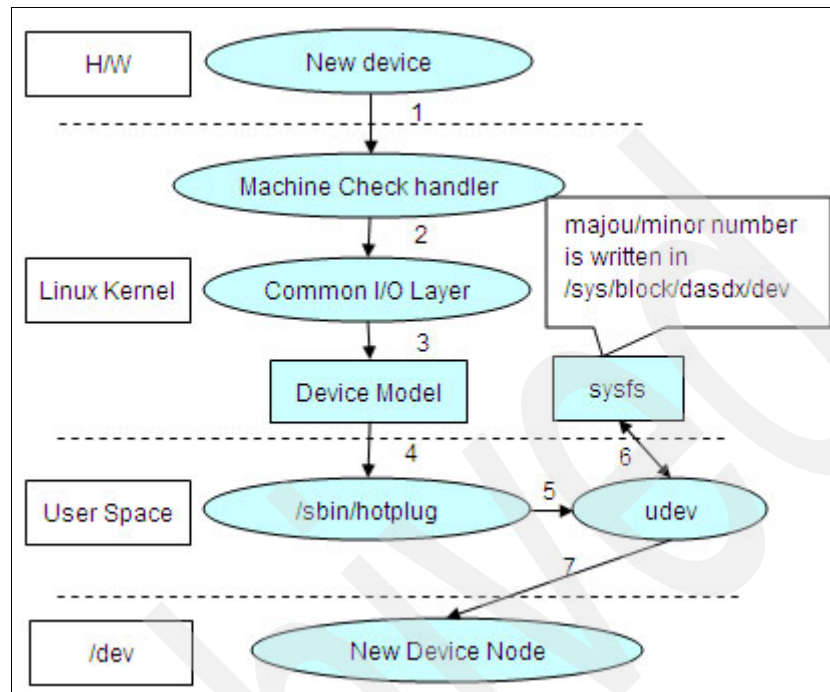 H/W
New device
1
Machine Check handler
2
majou/minor number
is written in
/sys/block/dasdx/dev
Linux Kernel
Common I/O Layer
3
Device Model
sysfs
4
6
User Space
/sbin/hotplug
5
udev
7
/dev
New Device Node